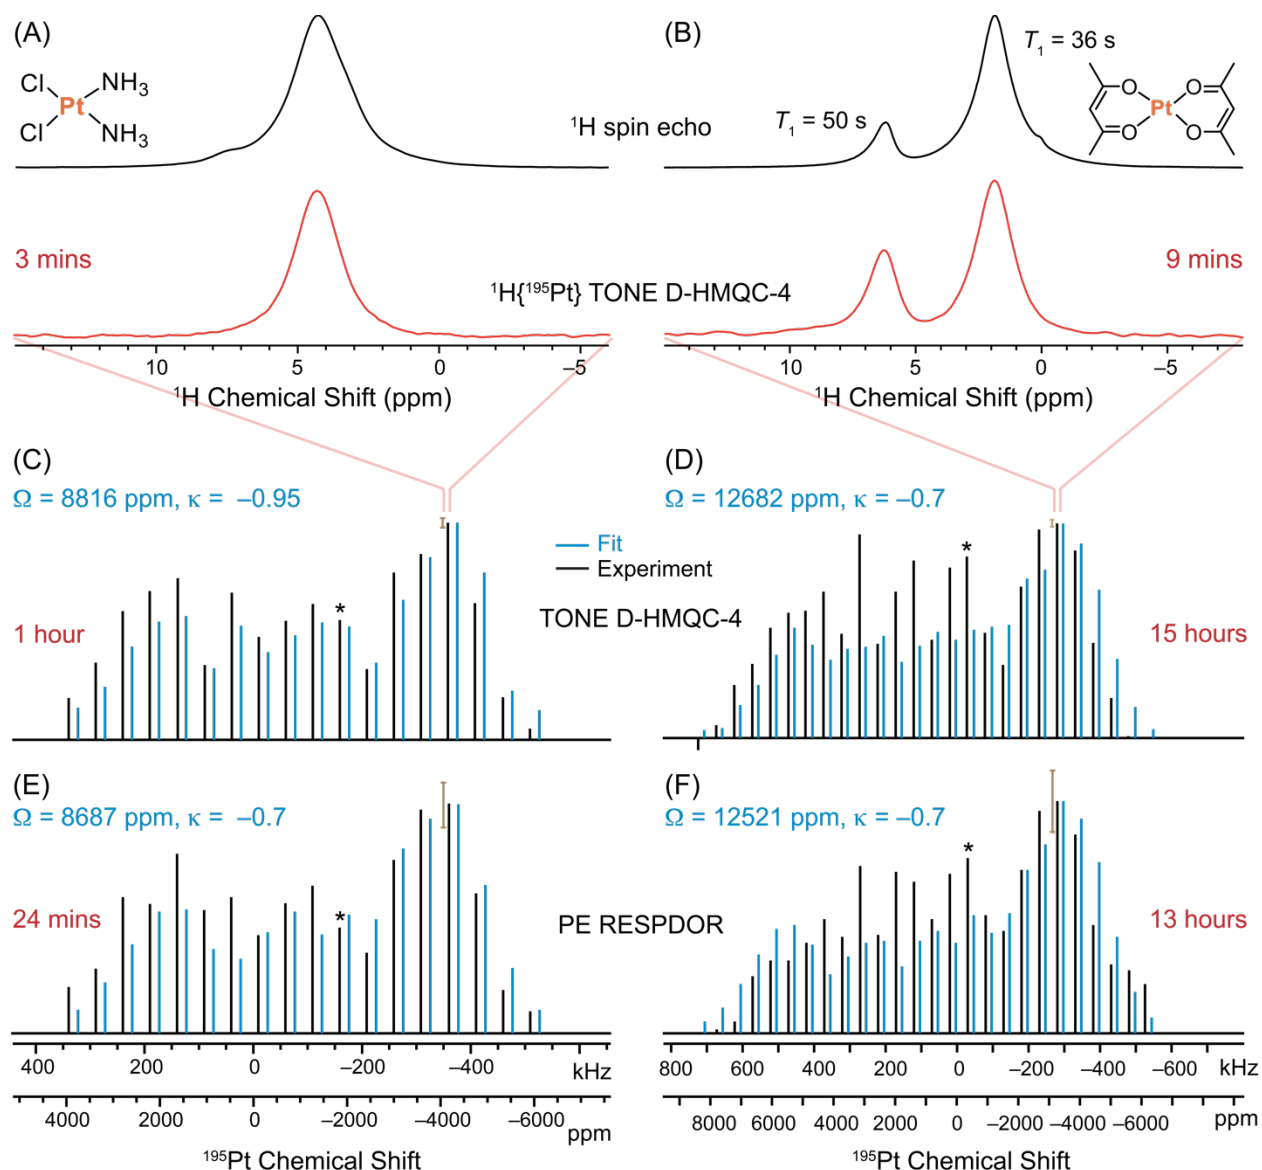 (A)
Cl
NH3
Pt
Cl
NH3
(B)
T1 = 36 s
T1 = 50 s
O
O
Pt
O
O
1H spin echo
3 mins
9 mins
1H{195Pt} TONE D-HMQC-4
10 5 0 –5
1H Chemical Shift (ppm)
10 5 0 –5
1H Chemical Shift (ppm)
(C)
Ω = 8816 ppm, κ = –0.95
(D)
Ω = 12682 ppm, κ = –0.7
Fit
Experiment
*
*
TONE D-HMQC-4
1 hour
15 hours
(E)
Ω = 8687 ppm, κ = –0.7
(F)
Ω = 12521 ppm, κ = –0.7
*
*
24 mins
PE RESPDOR
13 hours
400 200 0 –200 –400 kHz
4000 2000 0 –2000 –4000 –6000 ppm
195Pt Chemical Shift
800 600 400 200 0 –200 –400 –600 kHz
8000 6000 4000 2000 0 –2000 –4000 –6000 ppm
195Pt Chemical Shift